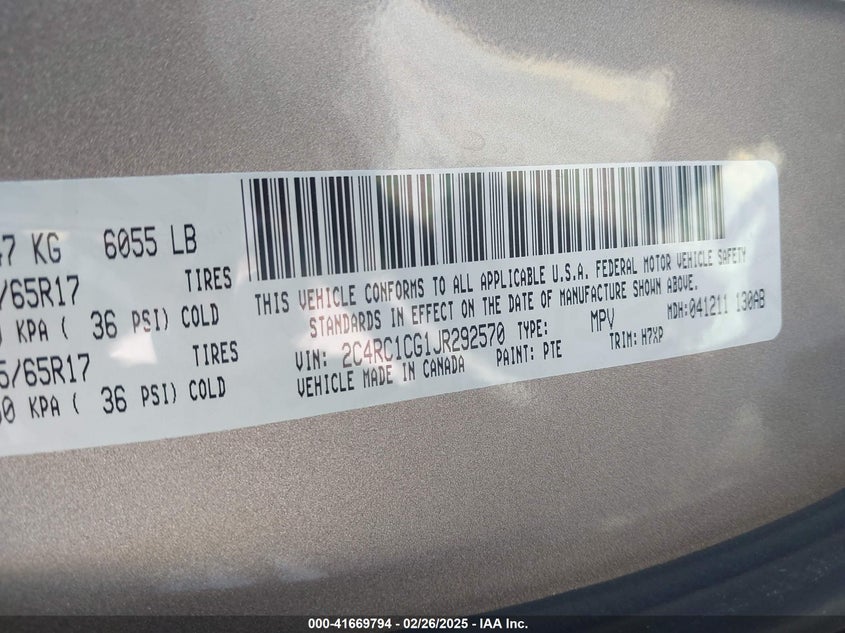 47 KG 6055 LB
/65R17 TIRES
KPA ( 36 PSI) COLD
5/65R17 TIRES
0 KPA ( 36 PSI) COLD
THIS VEHICLE CONFORMS TO ALL APPLICABLE U.S.A. FEDERAL MOTOR VEHICLE SAFETY
STANDARDS IN EFFECT ON THE DATE OF MANUFACTURE SHOWN ABOVE.
VIN: 2C4RC1CG1JR292570 TYPE: MPV MDH:041211 130AB
VEHICLE MADE IN CANADA PAINT: PTE TRIM: H7XP
000-41669794 - 02/26/2025 - IAA Inc.